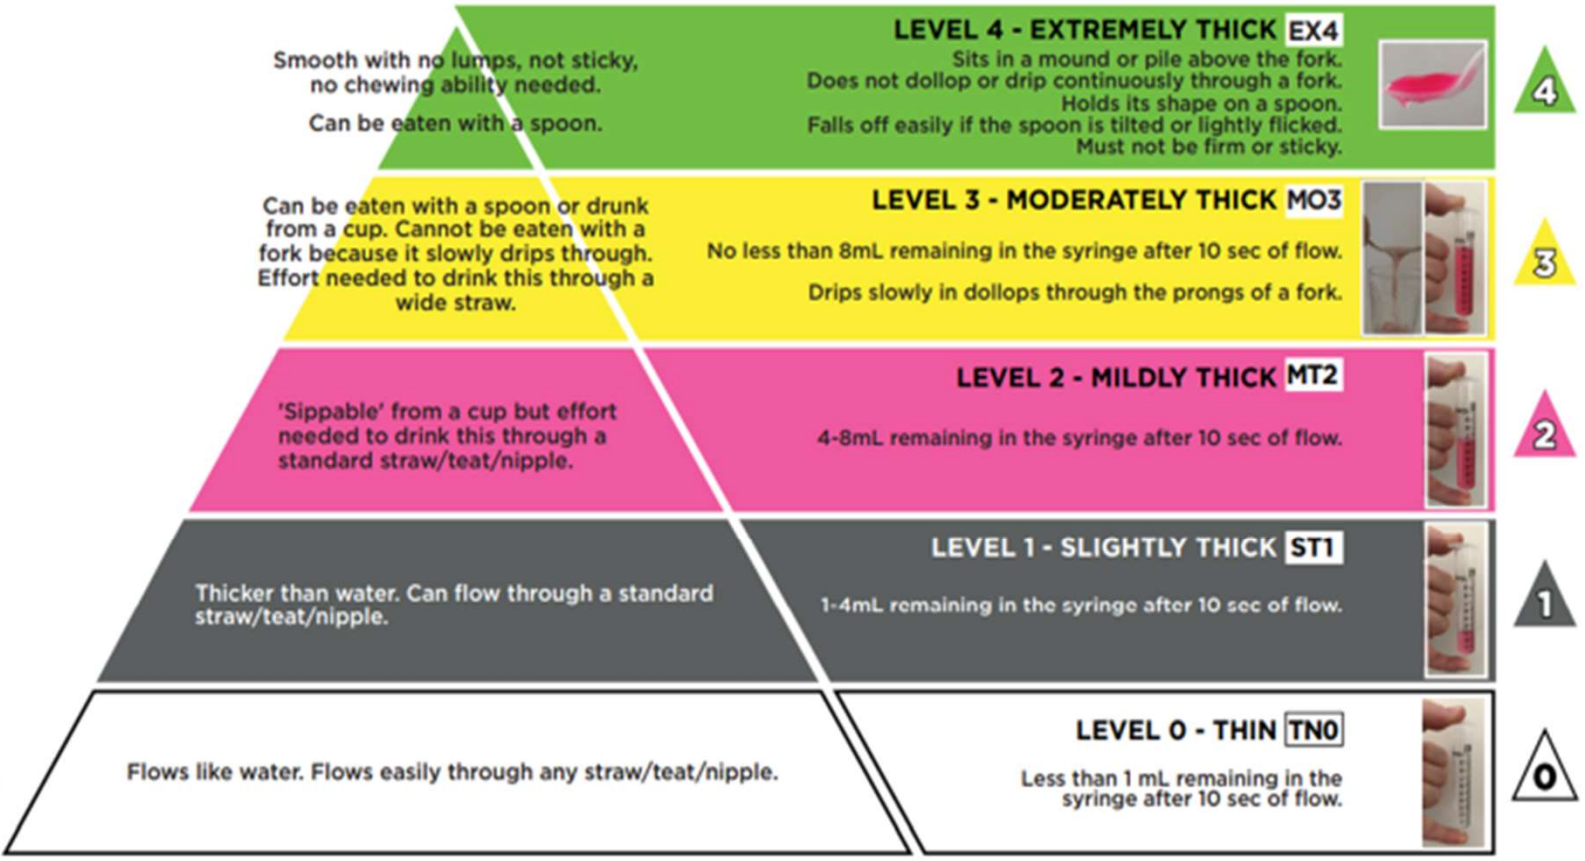 Smooth with no lumps, not sticky,
no chewing ability needed.
Can be eaten with a spoon.
LEVEL 4 - EXTREMELY THICK EX4
Sits in a mound or pile above the fork.
Does not dollop or drip continuously through a fork.
Holds its shape on a spoon.
Falls off easily if the spoon is tilted or lightly flicked.
Must not be firm or sticky.
4
Can be eaten with a spoon or drunk
from a cup. Cannot be eaten with a
fork because it slowly drips through.
Effort needed to drink this through a
wide straw.
LEVEL 3 - MODERATELY THICK MO3
No less than 8mL remaining in the syringe after 10 sec of flow.
Drips slowly in dollops through the prongs of a fork.
3
'Sippable' from a cup but effort
needed to drink this through a
standard straw/teat/nipple.
LEVEL 2 - MILDLY THICK MT2
4-8mL remaining in the syringe after 10 sec of flow.
2
Thicker than water. Can flow through a standard
straw/teat/nipple.
LEVEL 1 - SLIGHTLY THICK ST1
1-4mL remaining in the syringe after 10 sec of flow.
1
Flows like water. Flows easily through any straw/teat/nipple.
LEVEL 0 - THIN TN0
Less than 1 mL remaining in the
syringe after 10 sec of flow.
0